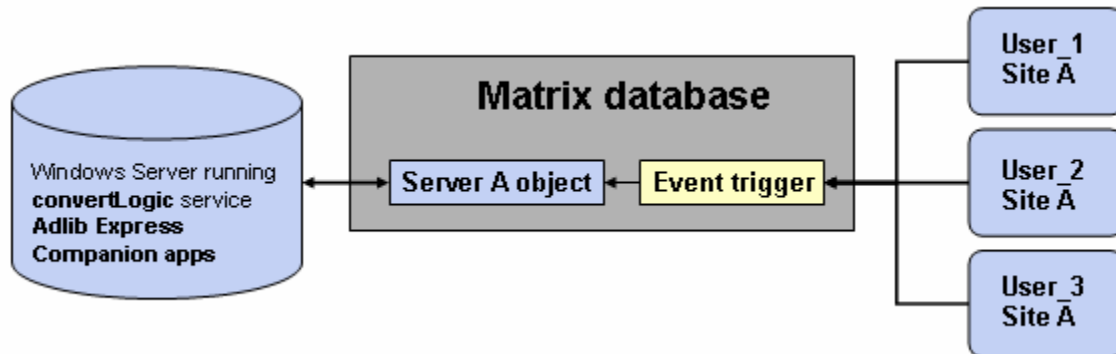 Windows Server running
convertLogic service
Adlib Express
Companion apps
Matrix database
Server A object
Event trigger
User_1
Site A
User_2
Site A
User_3
Site A